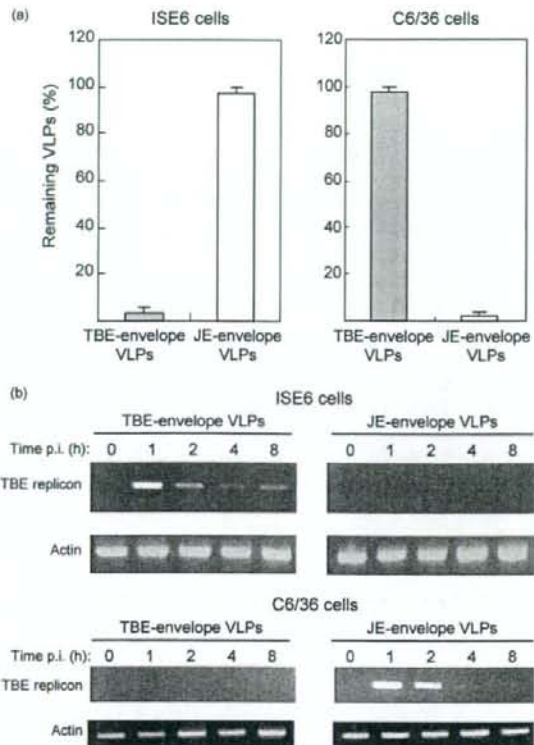 (a)
ISE6 cells
C6/36 cells
Remaining VLPs (%)
120
100
80
60
40
20
120
100
80
60
40
20
TBE-envelope VLPs
JE-envelope VLPs
TBE-envelope VLPs
JE-envelope VLPs
(b)
ISE6 cells
TBE-envelope VLPs
JE-envelope VLPs
Time p.i. (h): 0 1 2 4 8
0 1 2 4 8
TBE replicon
Actin
C6/36 cells
TBE-envelope VLPs
JE-envelope VLPs
Time p.i. (h): 0 1 2 4 8
0 1 2 4 8
TBE replicon
Actin